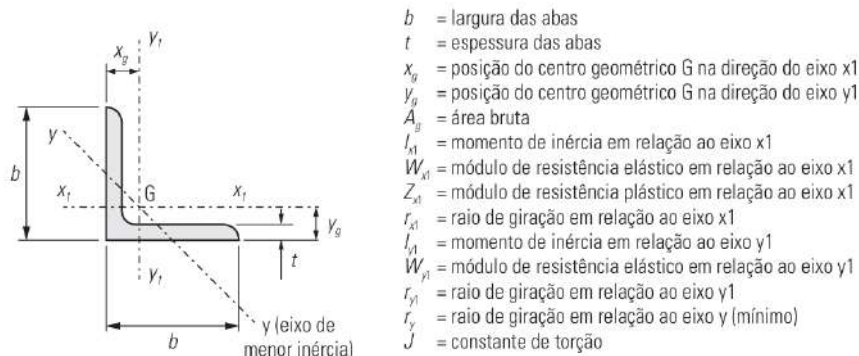 y₁
x_g
b
y
x₁
G
x₁
y_g
t
y₁
b
y (eixo de
menor inércia)
b = largura das abas
t = espessura das abas
x_g = posição do centro geométrico G na direção do eixo x1
y_g = posição do centro geométrico G na direção do eixo y1
A_g = área bruta
I_x1 = momento de inércia em relação ao eixo x1
W_x1 = módulo de resistência elástico em relação ao eixo x1
Z_x1 = módulo de resistência plástico em relação ao eixo x1
r_x1 = raio de giração em relação ao eixo x1
I_y1 = momento de inércia em relação ao eixo y1
W_y1 = módulo de resistência elástico em relação ao eixo y1
r_y1 = raio de giração em relação ao eixo y1
r_y = raio de giração em relação ao eixo y (mínimo)
J = constante de torção